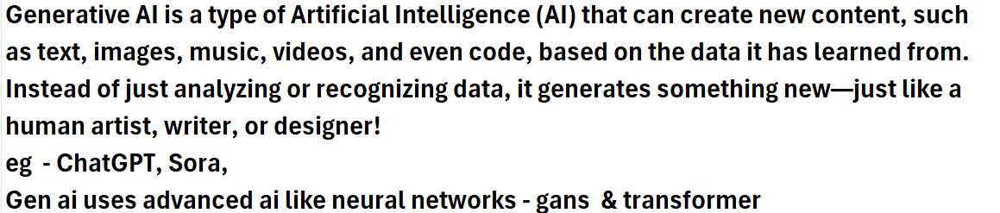 Generative AI is a type of Artificial Intelligence (AI) that can create new content, such
as text, images, music, videos, and even code, based on the data it has learned from.
Instead of just analyzing or recognizing data, it generates something new—just like a
human artist, writer, or designer!
eg  - ChatGPT, Sora,
Gen ai uses advanced ai like neural networks - gans  & transformer